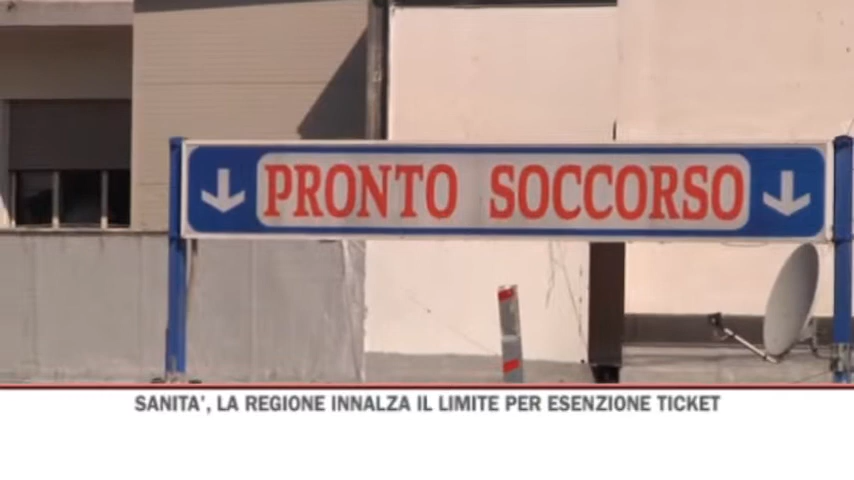 PRONTO SOCCORSO
SANITA', LA REGIONE INNALZA IL LIMITE PER ESENZIONE TICKET